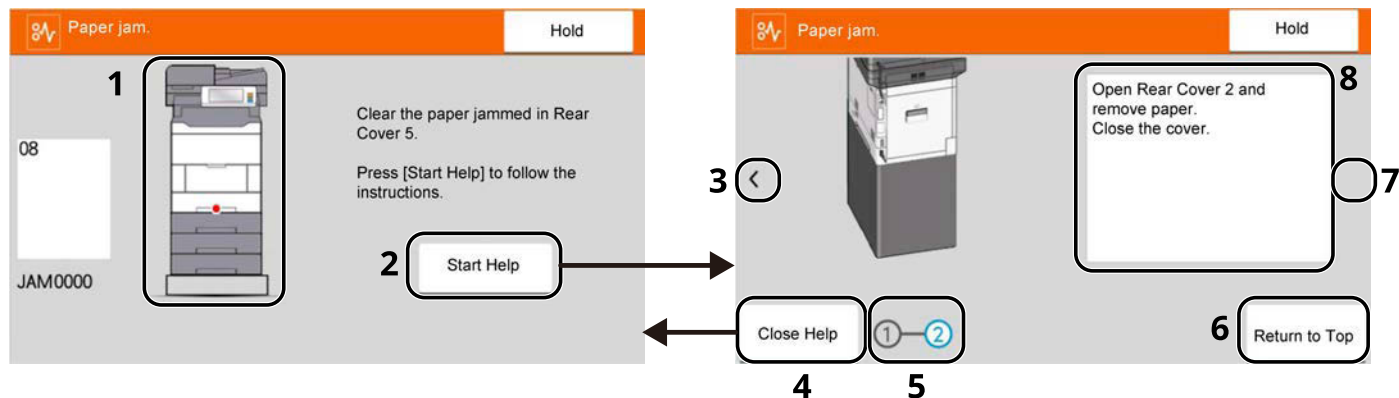 Paper jam.
Hold
1
08
JAM0000
Clear the paper jammed in Rear
Cover 5.
Press [Start Help] to follow the
instructions.
2
Start Help
Paper jam.
Hold
8
Open Rear Cover 2 and
remove paper.
Close the cover.
3
7
Close Help
1
2
6
Return to Top
4
5